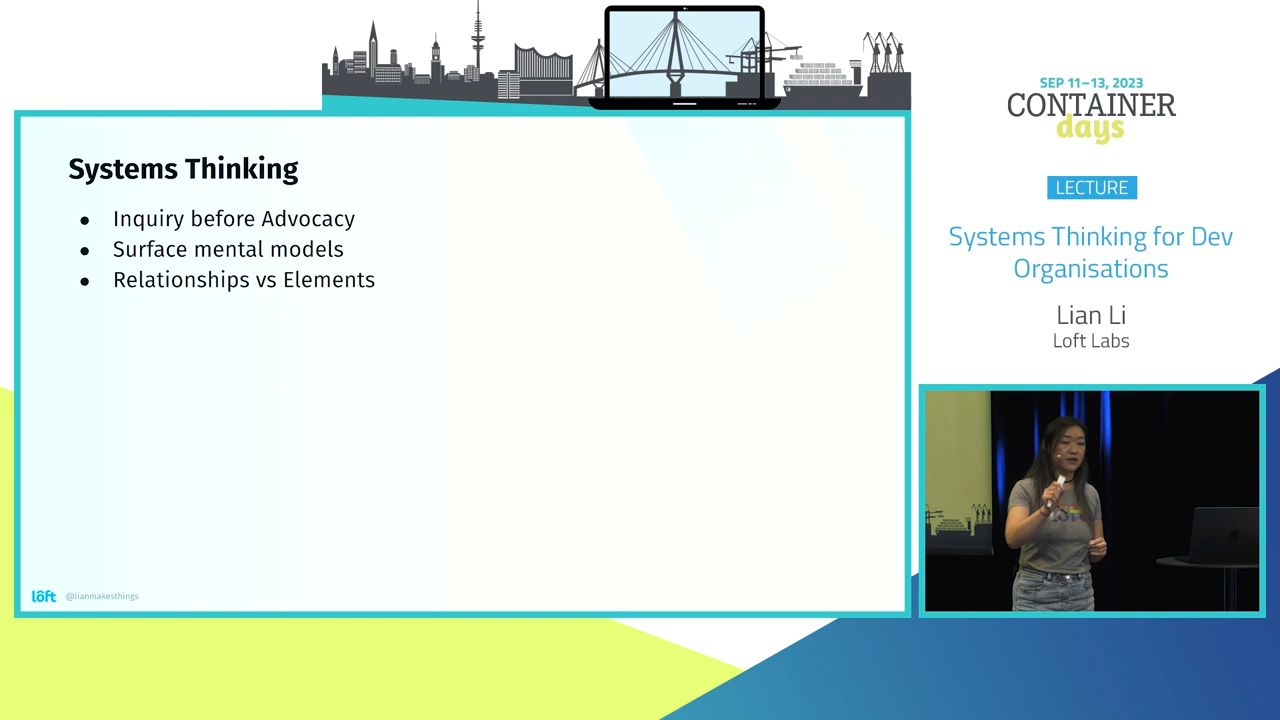 Systems Thinking
● Inquiry before Advocacy
● Surface mental models
● Relationships vs Elements
lôft @lianmakesthings
SEP 11–13, 2023
CONTAINER
days
LECTURE
Systems Thinking for Dev
Organisations
Lian Li
Loft Labs